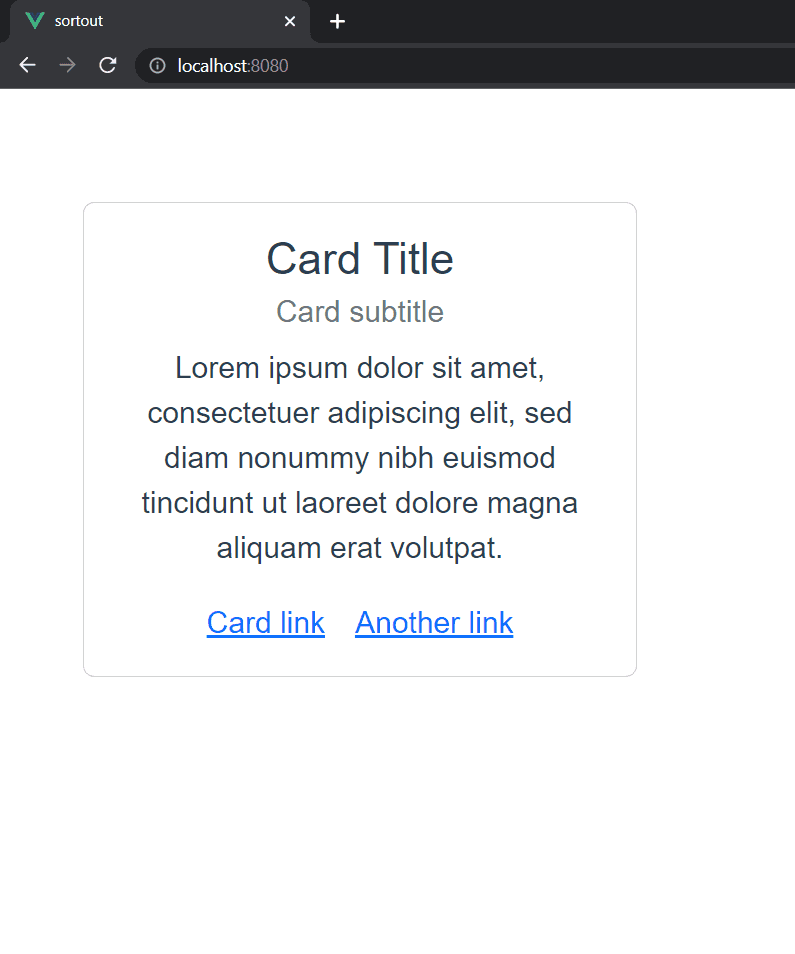 sortout
localhost:8080
Card Title
Card subtitle
Lorem ipsum dolor sit amet,
consectetuer adipiscing elit, sed
diam nonummy nibh euismod
tincidunt ut laoreet dolore magna
aliquam erat volutpat.
Card link Another link